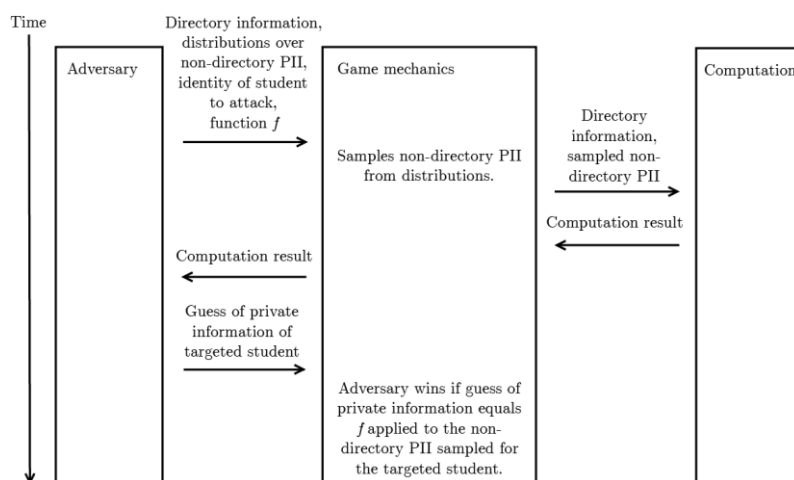 Time
Directory information,
distributions over
non-directory PII,
identity of student
to attack,
function f
Adversary
Game mechanics
Computation
Samples non-directory PII
from distributions.
Directory
information,
sampled non-
directory PII
Computation result
Computation result
Guess of private
information of
targeted student
Adversary wins if guess of
private information equals
f applied to the non-
directory PII sampled for
the targeted student.